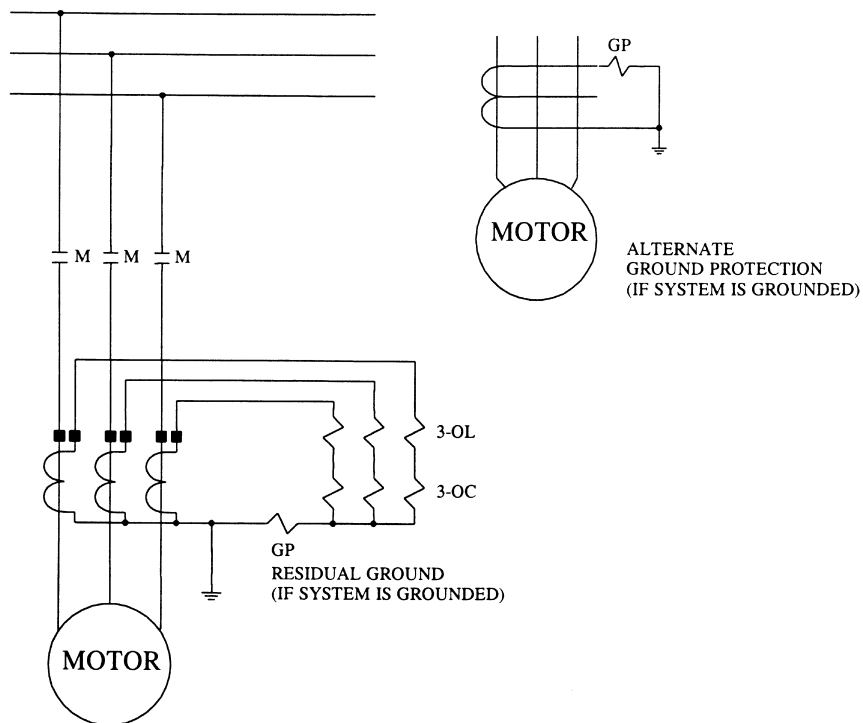 GP
MOTOR
ALTERNATE
GROUND PROTECTION
(IF SYSTEM IS GROUNDED)
M M M
3-OL
3-OC
GP
RESIDUAL GROUND
(IF SYSTEM IS GROUNDED)
MOTOR